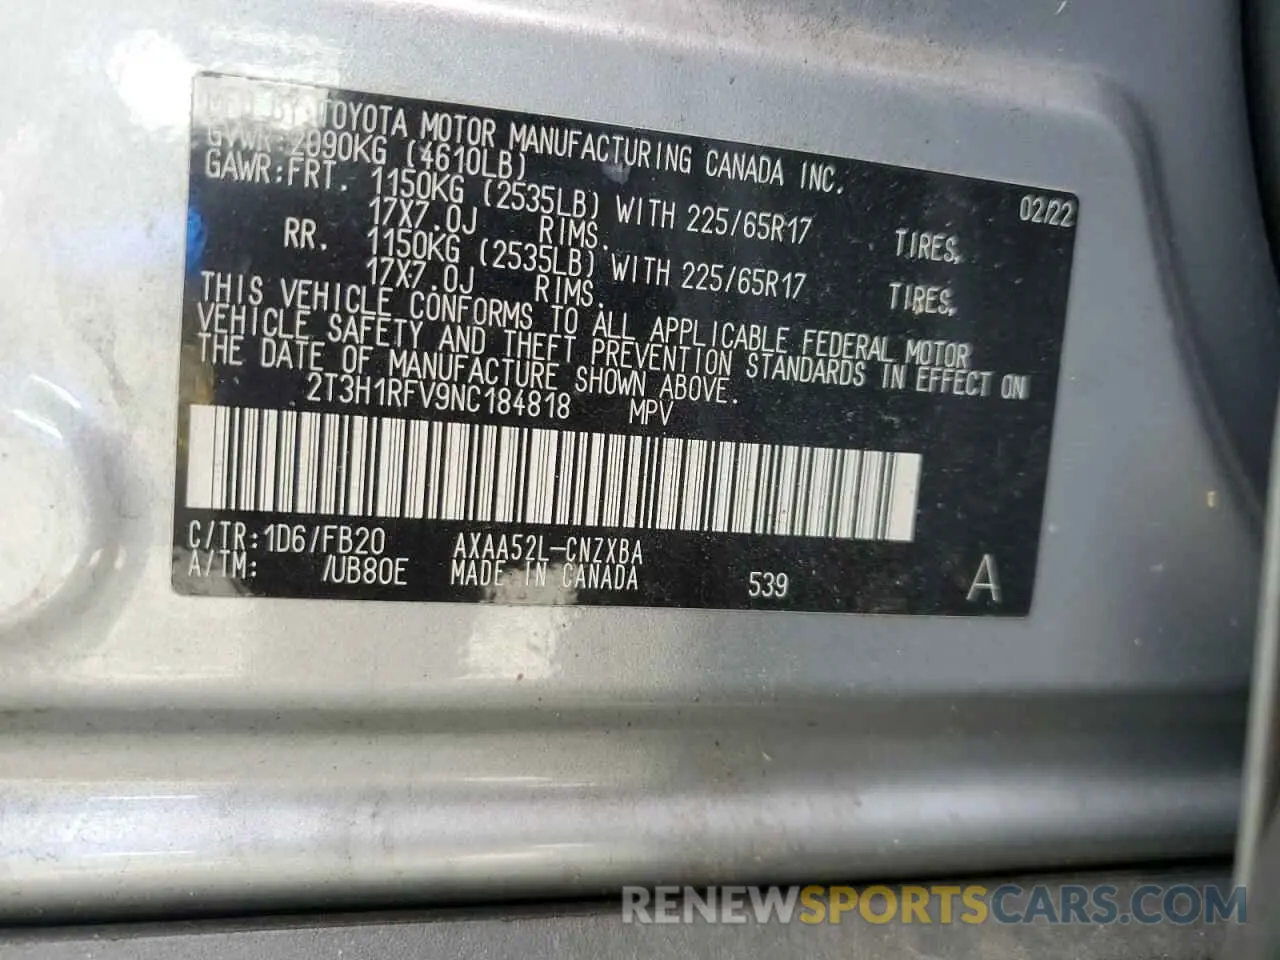 MFD. BY: TOYOTA MOTOR MANUFACTURING CANADA INC.
GVWR: 2090KG (4610LB) 02/22
GAWR:FRT. 1150KG (2535LB) WITH 225/65R17 TIRES,
17X7.0J RIMS.
RR. 1150KG (2535LB) WITH 225/65R17 TIRES,
17X7.0J RIMS.
THIS VEHICLE CONFORMS TO ALL APPLICABLE FEDERAL MOTOR
VEHICLE SAFETY AND THEFT PREVENTION STANDARDS IN EFFECT ON
THE DATE OF MANUFACTURE SHOWN ABOVE.
2T3H1RFV9NC184818 MPV
C/TR:1D6/FB20 AXAA52L-CNZXBA
A/TM: /UB80E MADE IN CANADA 539 A
RENEWSPORTSCARS.COM